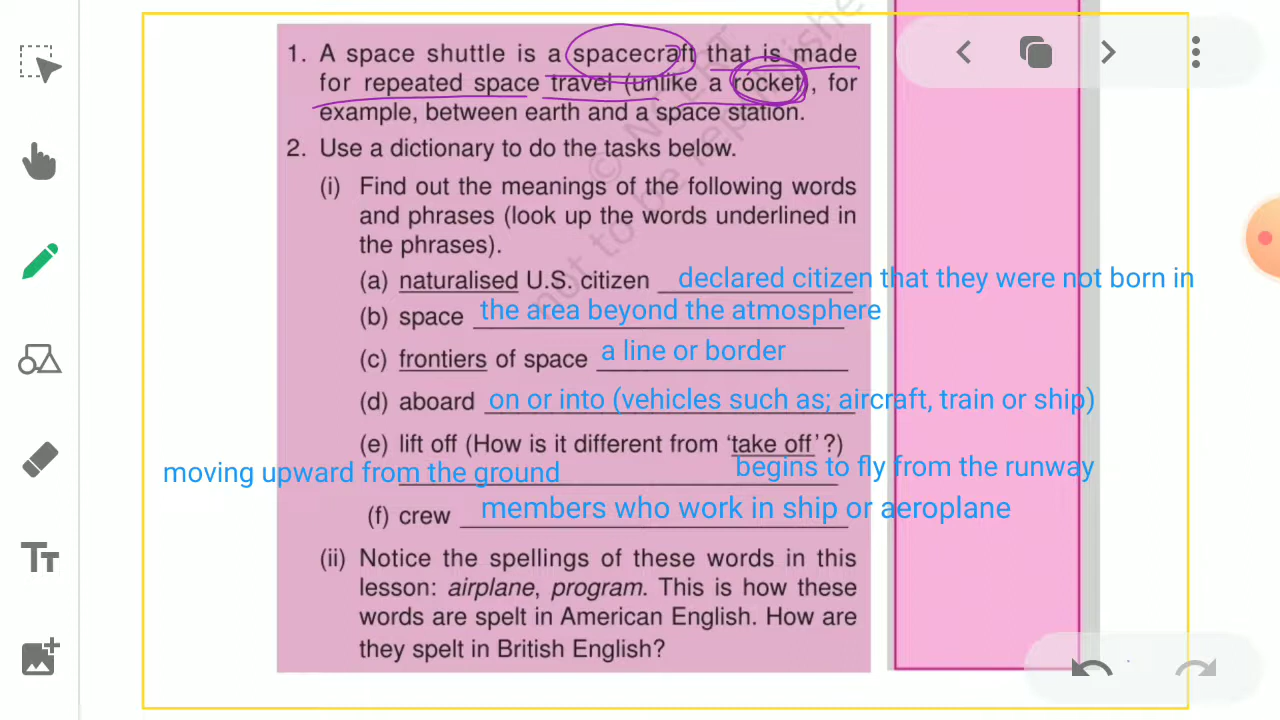 1. A space shuttle is a spacecraft that is made
for repeated space travel (unlike a rocket), for
example, between earth and a space station.
2. Use a dictionary to do the tasks below.
(i) Find out the meanings of the following words
and phrases (look up the words underlined in
the phrases).
(a) naturalised U.S. citizen declared citizen that they were not born in
(b) space the area beyond the atmosphere
(c) frontiers of space a line or border
(d) aboard on or into (vehicles such as; aircraft, train or ship)
(e) lift off (How is it different from ‘take off’?)
moving upward from the ground begins to fly from the runway
(f) crew members who work in ship or aeroplane
(ii) Notice the spellings of these words in this
lesson: airplane, program. This is how these
words are spelt in American English. How are
they spelt in British English?
not to be republished
Tт